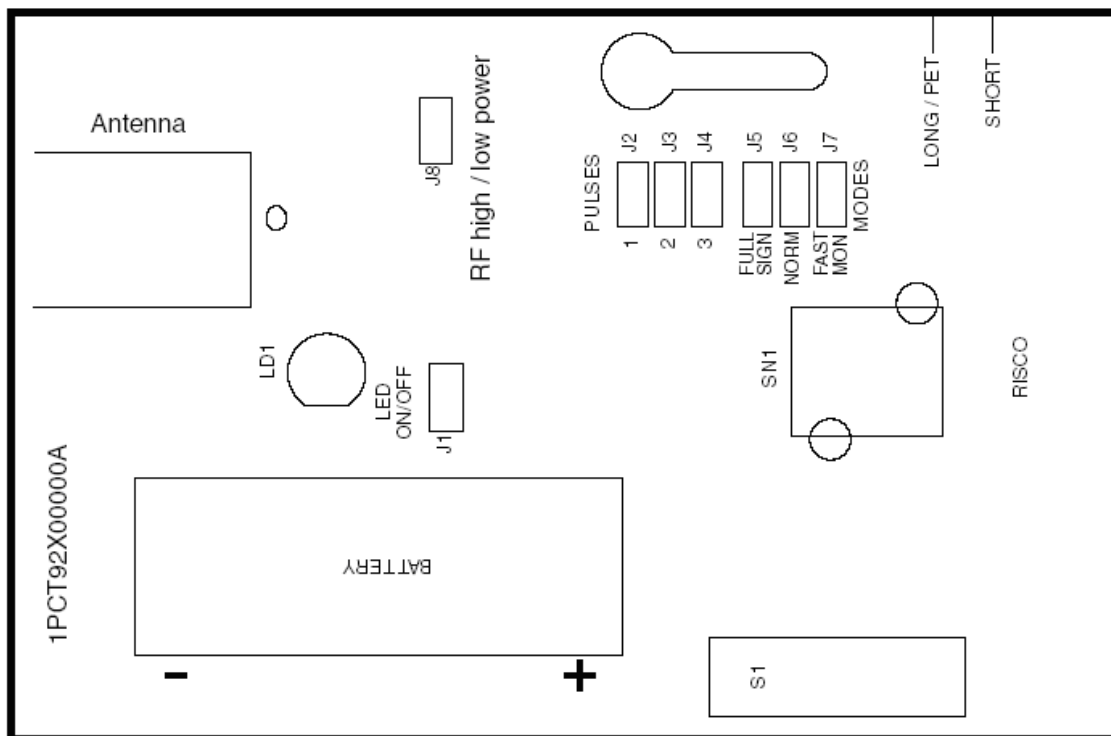 Antenna
J8
RF high / low power
PULSES
J2
J3
J4
J5
J6
J7
1
2
3
FULL
SIGN
NORM
FAST
MON
MODES
LONG / PET
SHORT
LD1
LED
ON/OFF
J1
SN1
RISCO
1PCT92X00000A
BATTERY
-
+
S1